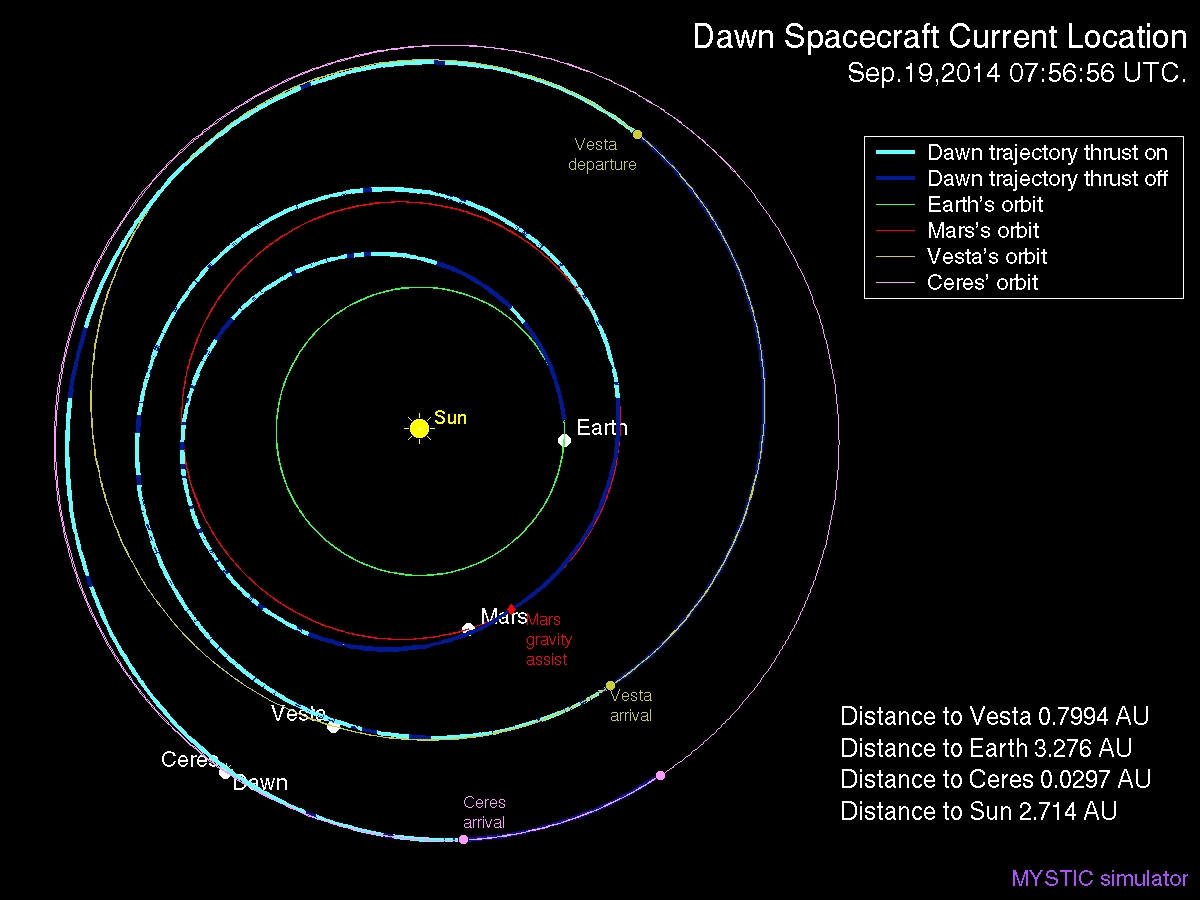 Dawn Spacecraft Current Location
Sep.19,2014 07:56:56 UTC.
Dawn trajectory thrust on
Dawn trajectory thrust off
Earth's orbit
Mars's orbit
Vesta's orbit
Ceres' orbit
Vesta
departure
Sun
Earth
Mars
Mars
gravity
assist
Vesta
arrival
Vesta
Ceres
Dawn
Ceres
arrival
Distance to Vesta 0.7994 AU
Distance to Earth 3.276 AU
Distance to Ceres 0.0297 AU
Distance to Sun 2.714 AU
MYSTIC simulator